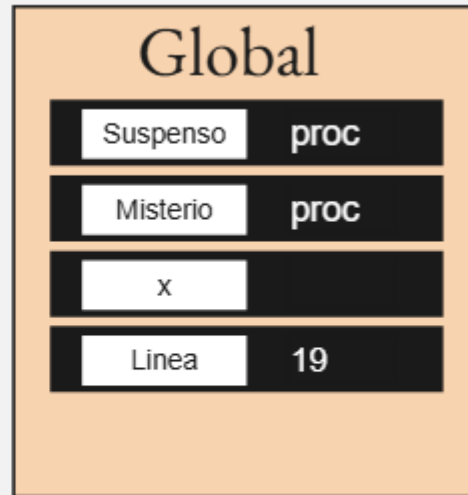 Global
Suspenso proc
Misterio proc
x
Linea 19